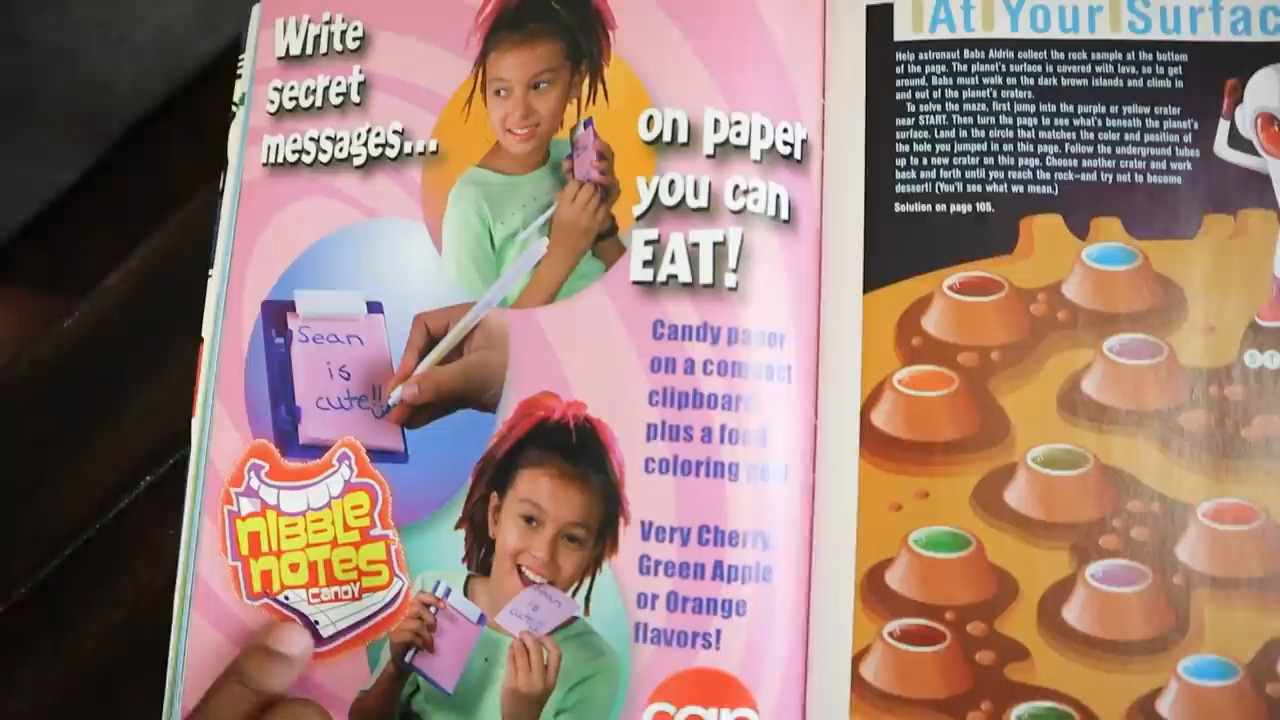 Write
secret
messages...
on paper
you can
EAT!
Sean
is
cute!!
Candy paper
on a compact
clipboard
plus a food
coloring
Very Cherry,
Green Apple
or Orange
flavors!
NIBBLE
NOTES
CANDY
Sean
is
cute!!
At Your Surfac
Help astronaut Babs Aldrin collect the rock sample at the bottom
of the page. The planet's surface is covered with lava, so to get
around, Babs must walk on the dark brown islands and climb in
and out of the planet's craters.
To solve the maze, first jump into the purple or yellow crater
near START. Then turn the page to see what's beneath the planet's
surface. Land in the circle that matches the color and position of
the hole you jumped in on this page. Follow the underground tubes
up to a new crater on this page. Choose another crater and work
back and forth until you reach the rock—and try not to become
dessert! (You'll see what we mean.)
Solution on page 105.